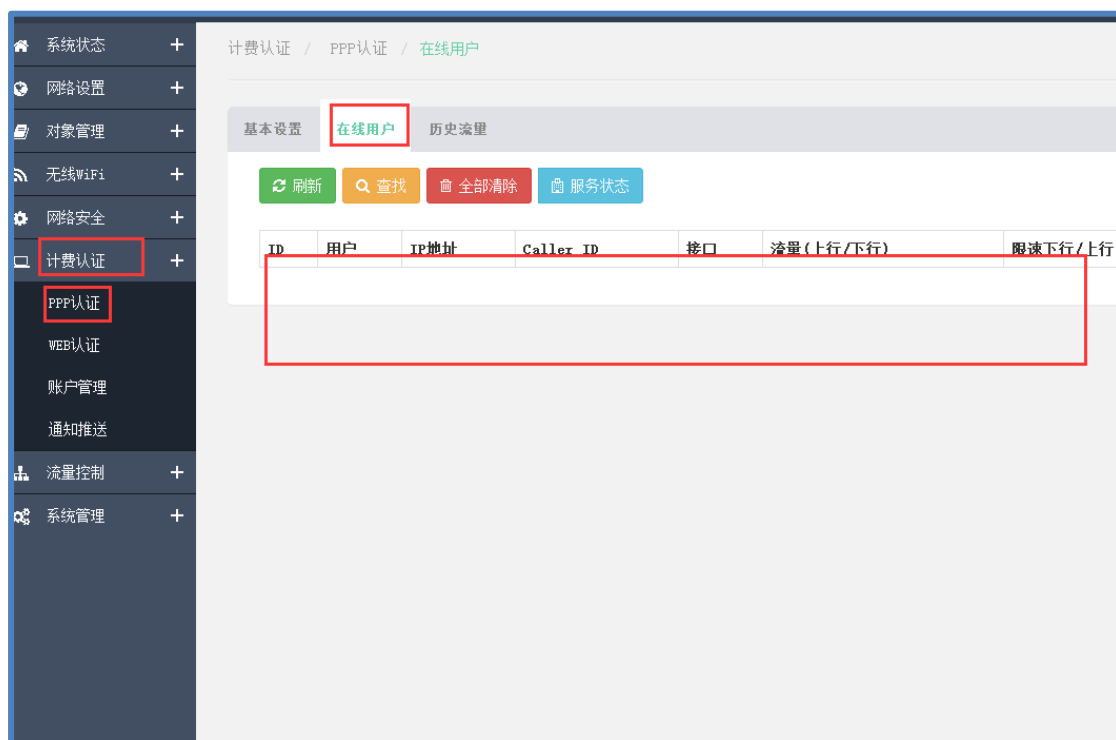 系统状态
网络设置
对象管理
无线WiFi
网络安全
计费认证
PPP认证
WEB认证
账户管理
通知推送
流量控制
系统管理
计费认证 / PPP认证 / 在线用户
基本设置 在线用户 历史流量
刷新 查找 全部清除 服务状态
ID 用户 IP地址 Caller ID 接口 流量(上行/下行) 限速下行/上行